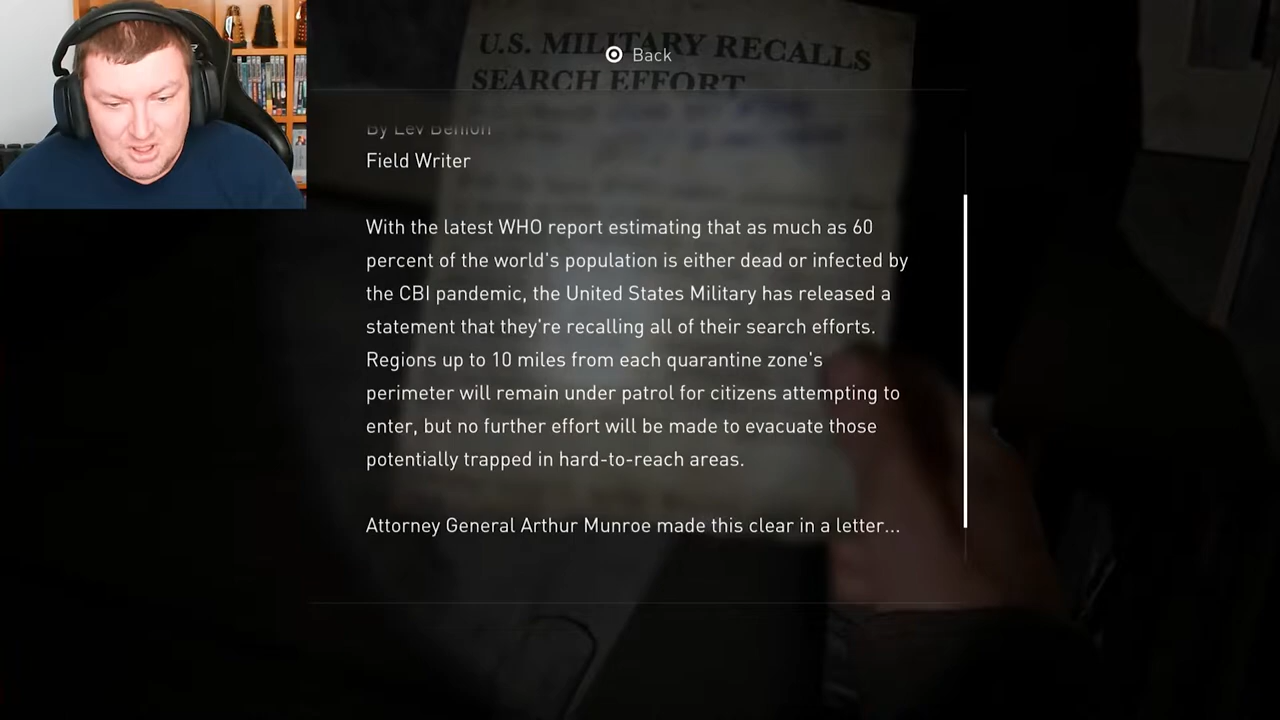 U.S. MILITARY RECALLS
Back
SEARCH EFFORT
By Lev Benion
Field Writer
With the latest WHO report estimating that as much as 60
percent of the world's population is either dead or infected by
the CBI pandemic, the United States Military has released a
statement that they're recalling all of their search efforts.
Regions up to 10 miles from each quarantine zone's
perimeter will remain under patrol for citizens attempting to
enter, but no further effort will be made to evacuate those
potentially trapped in hard-to-reach areas.
Attorney General Arthur Munroe made this clear in a letter...